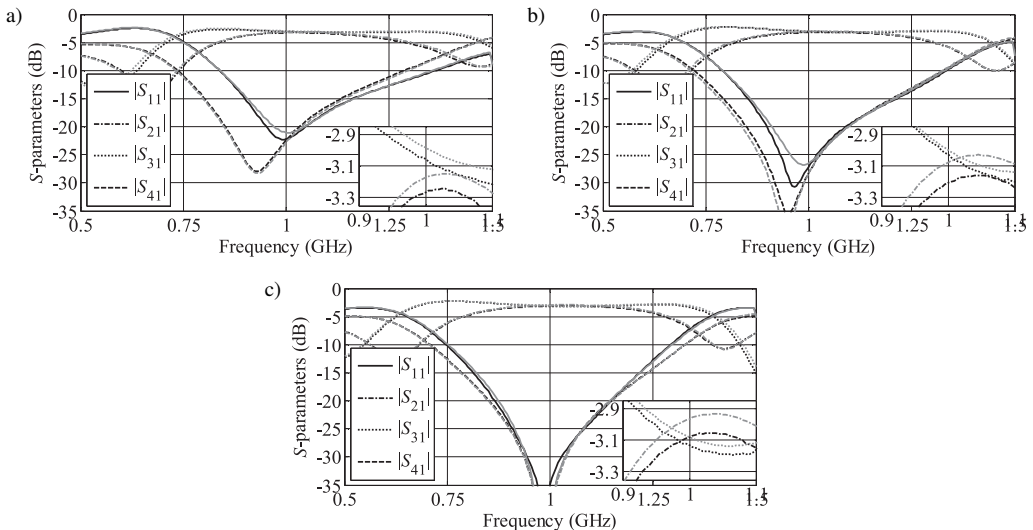 a)
0
-5
-10
-15
-20
-25
-30
-35
S-parameters (dB)
|S11|
|S21|
|S31|
|S41|
-2.9
-3.1
-3.3
0.9
1
1.1
0.5
0.75
1
1.25
1.5
Frequency (GHz)
b)
0
-5
-10
-15
-20
-25
-30
-35
S-parameters (dB)
|S11|
|S21|
|S31|
|S41|
-2.9
-3.1
-3.3
0.9
1
1.1
0.5
0.75
1
1.25
1.5
Frequency (GHz)
c)
0
-5
-10
-15
-20
-25
-30
-35
S-parameters (dB)
|S11|
|S21|
|S31|
|S41|
-2.9
-3.1
-3.3
0.9
1
1.1
0.5
0.75
1
1.25
1.5
Frequency (GHz)